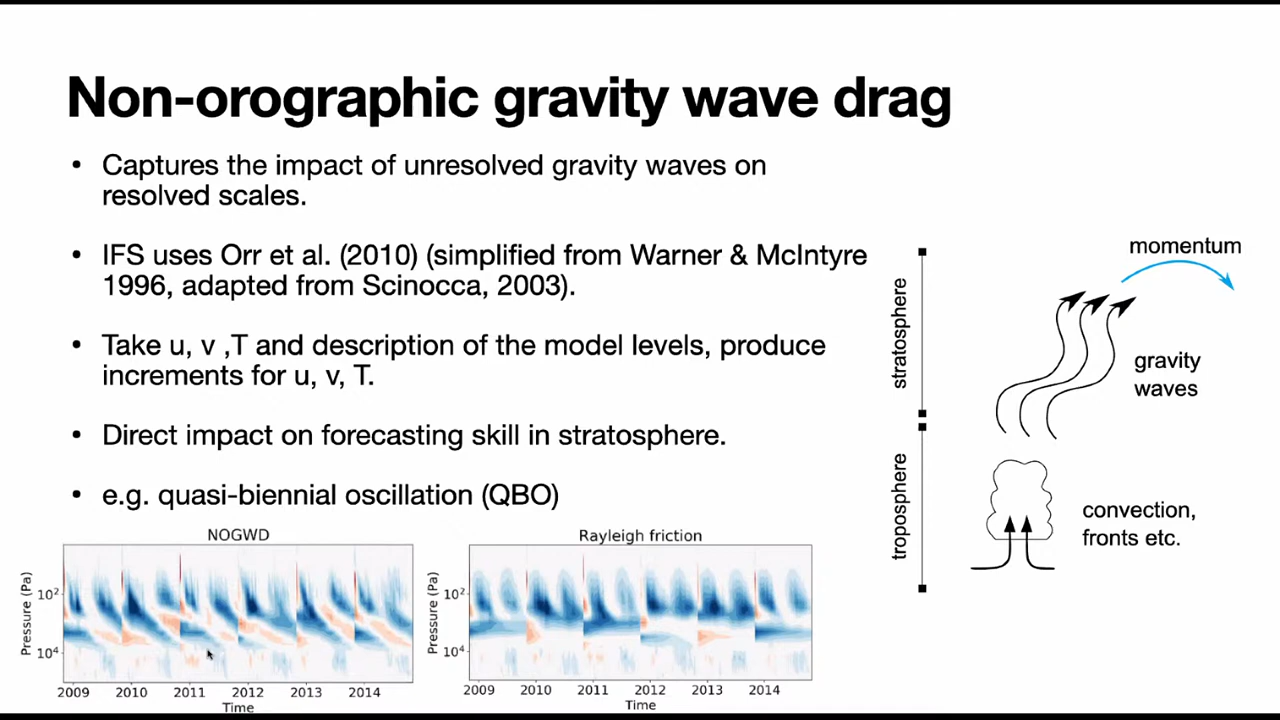 Non-orographic gravity wave drag
• Captures the impact of unresolved gravity waves on
resolved scales.
• IFS uses Orr et al. (2010) (simplified from Warner & McIntyre
1996, adapted from Scinocca, 2003).
• Take u, v ,T and description of the model levels, produce
increments for u, v, T.
• Direct impact on forecasting skill in stratosphere.
• e.g. quasi-biennial oscillation (QBO)
NOGWD
Pressure (Pa)
10²
10⁴
2009 2010 2011 2012 2013 2014
Time
Rayleigh friction
Pressure (Pa)
10²
10⁴
2009 2010 2011 2012 2013 2014
Time
momentum
stratosphere
gravity
waves
troposphere
convection,
fronts etc.